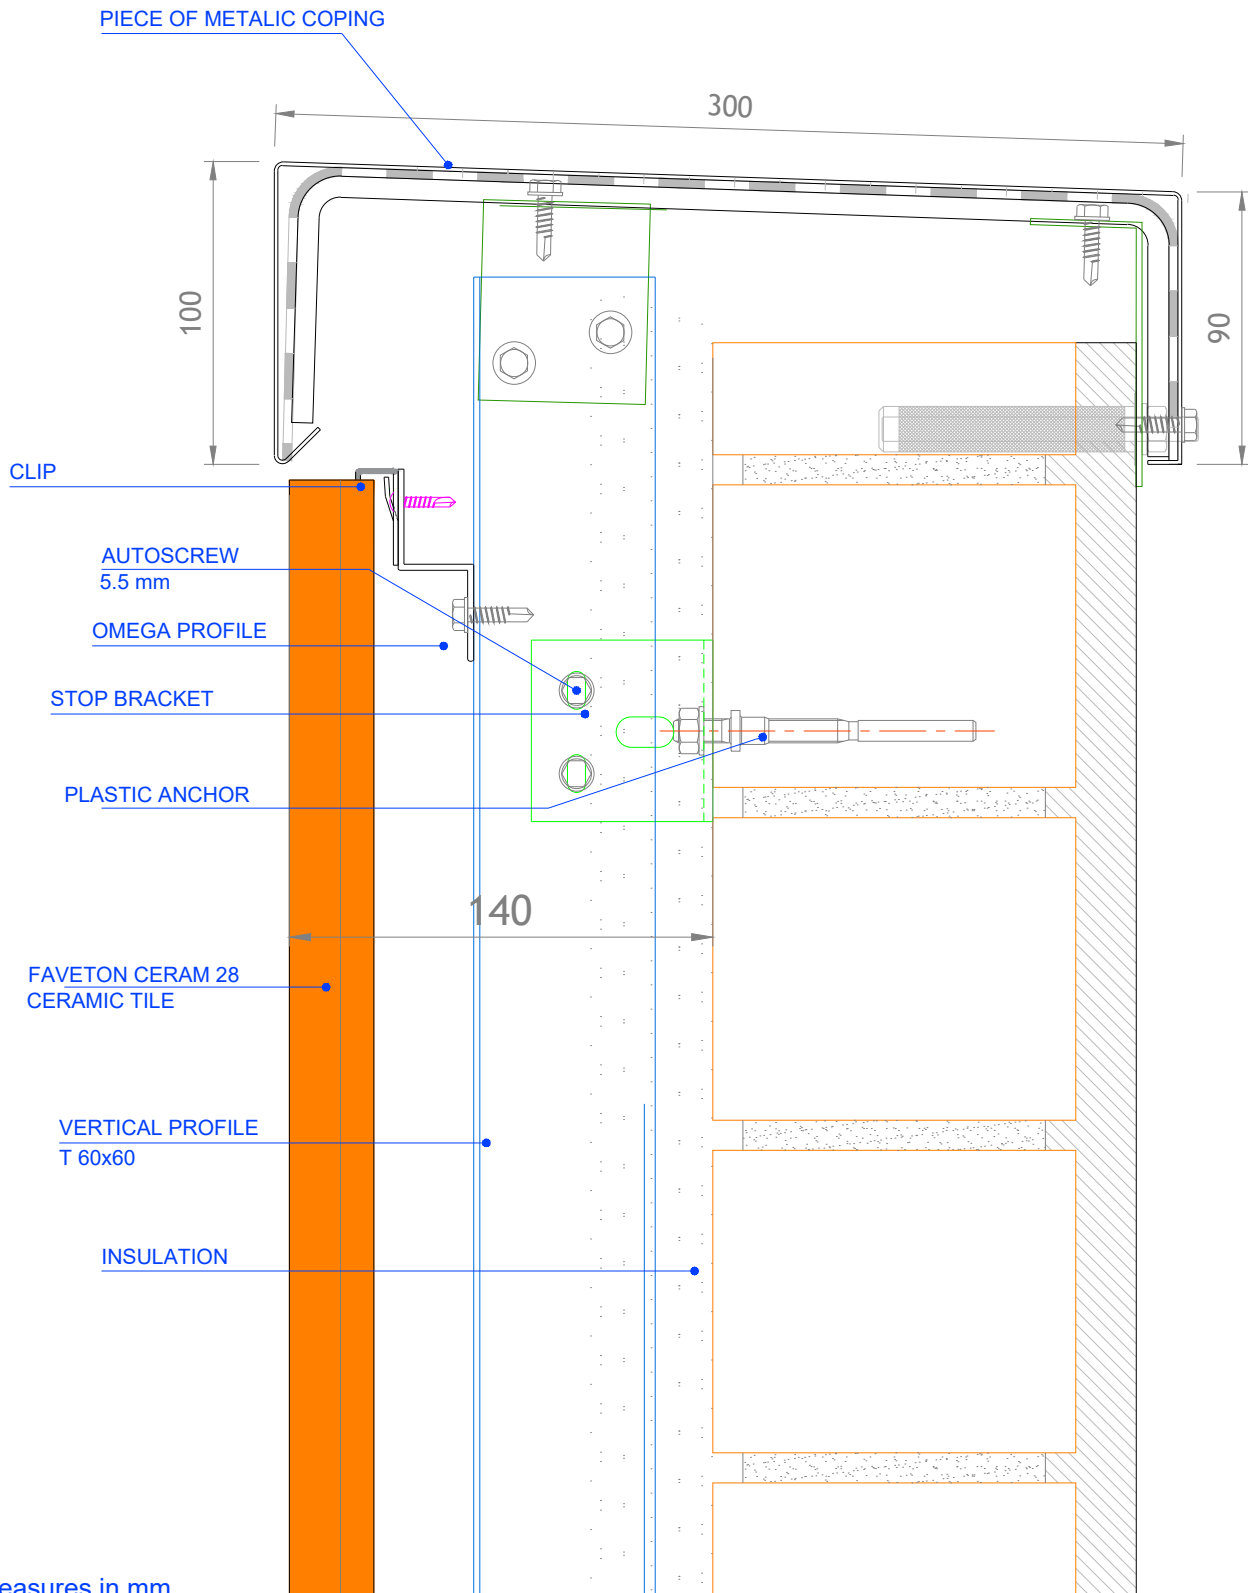 PIECE OF METALIC COPING
300
100
90
CLIP
AUTOSCREW
5.5 mm
OMEGA PROFILE
STOP BRACKET
PLASTIC ANCHOR
140
FAVETON CERAM 28
CERAMIC TILE
VERTICAL PROFILE
T 60x60
INSULATION
easures in mm